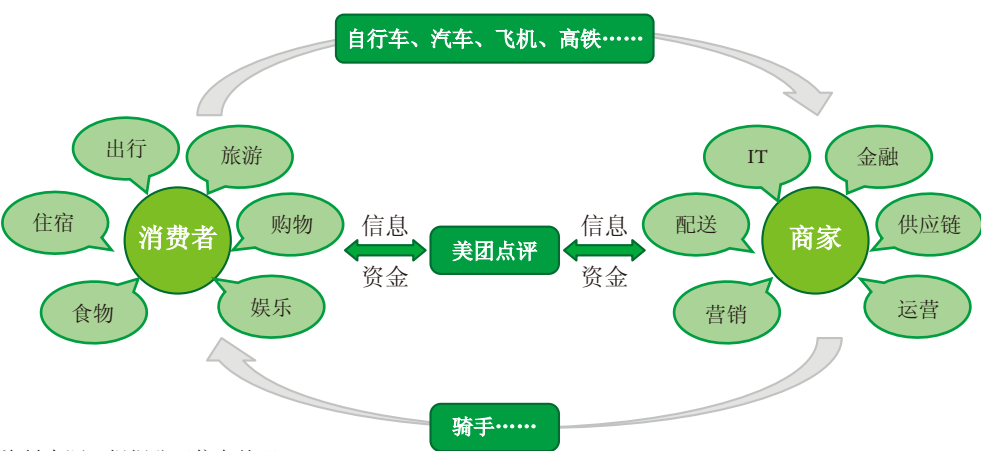 自行车、汽车、飞机、高铁……
出行
旅游
住宿
消费者
购物
食物
娱乐
信息
资金
美团点评
信息
资金
IT
金融
配送
商家
供应链
营销
运营
骑手……